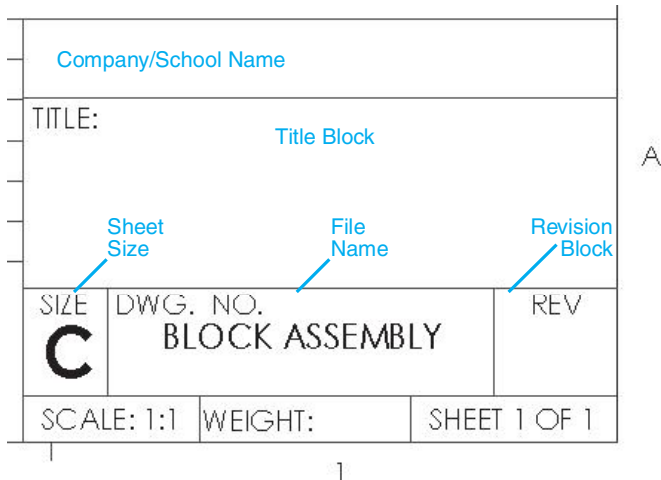 Company/School Name
TITLE:
Title Block
A
Sheet
Size
File
Name
Revision
Block
SIZE
DWG. NO.
REV
C
BLOCK ASSEMBLY
SCALE: 1:1
WEIGHT:
SHEET 1 OF 1
1